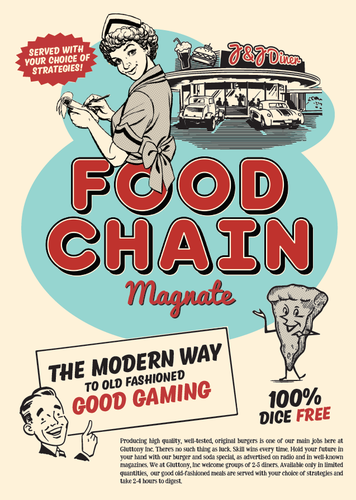 SERVED WITH
YOUR CHOICE OF
STRATEGIES!
J&J Diner
FOOD
CHAIN
Magnate
THE MODERN WAY
TO OLD FASHIONED
GOOD GAMING
100%
DICE FREE
Producing high quality, well-tested, original burgers is one of our main jobs here at
Gluttony Inc. There's no such thing as luck. Skill wins every time. Hold your future in
your hand with our burger and soda special, as advertised on radio and in well-known
magazines. We at Gluttony, Inc welcome groups of 2-5 diners. Available only in limited
quantities, our good old-fashioned meals are served with your choice of strategies and
take 2-4 hours to digest.